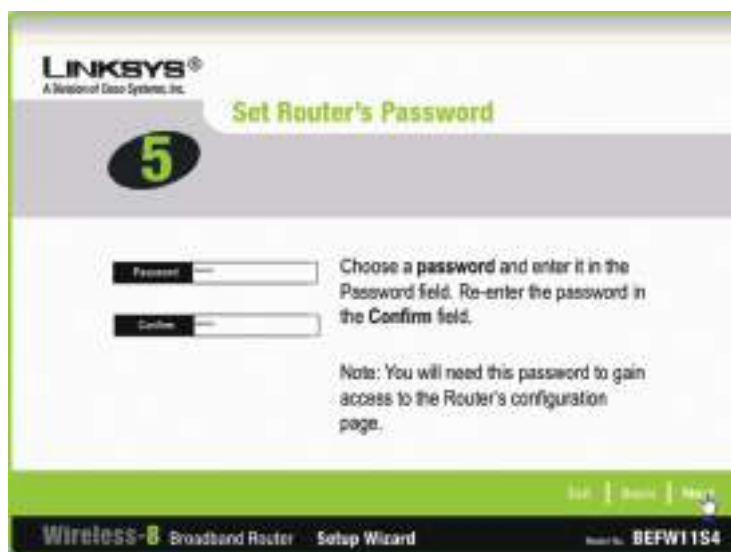 LINKSYS®
A Division of Cisco Systems, Inc.
Set Router's Password
5
Password
Choose a password and enter it in the
Password field. Re-enter the password in
the Confirm field.
Confirm
Note: You will need this password to gain
access to the Router's configuration
page.
Exit | Back | Next
Wireless-B Broadband Router Setup Wizard Model No. BEFW11S4